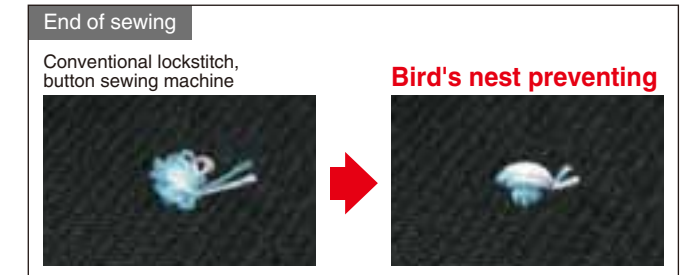 End of sewing
Conventional lockstitch,
button sewing machine
Bird's nest preventing